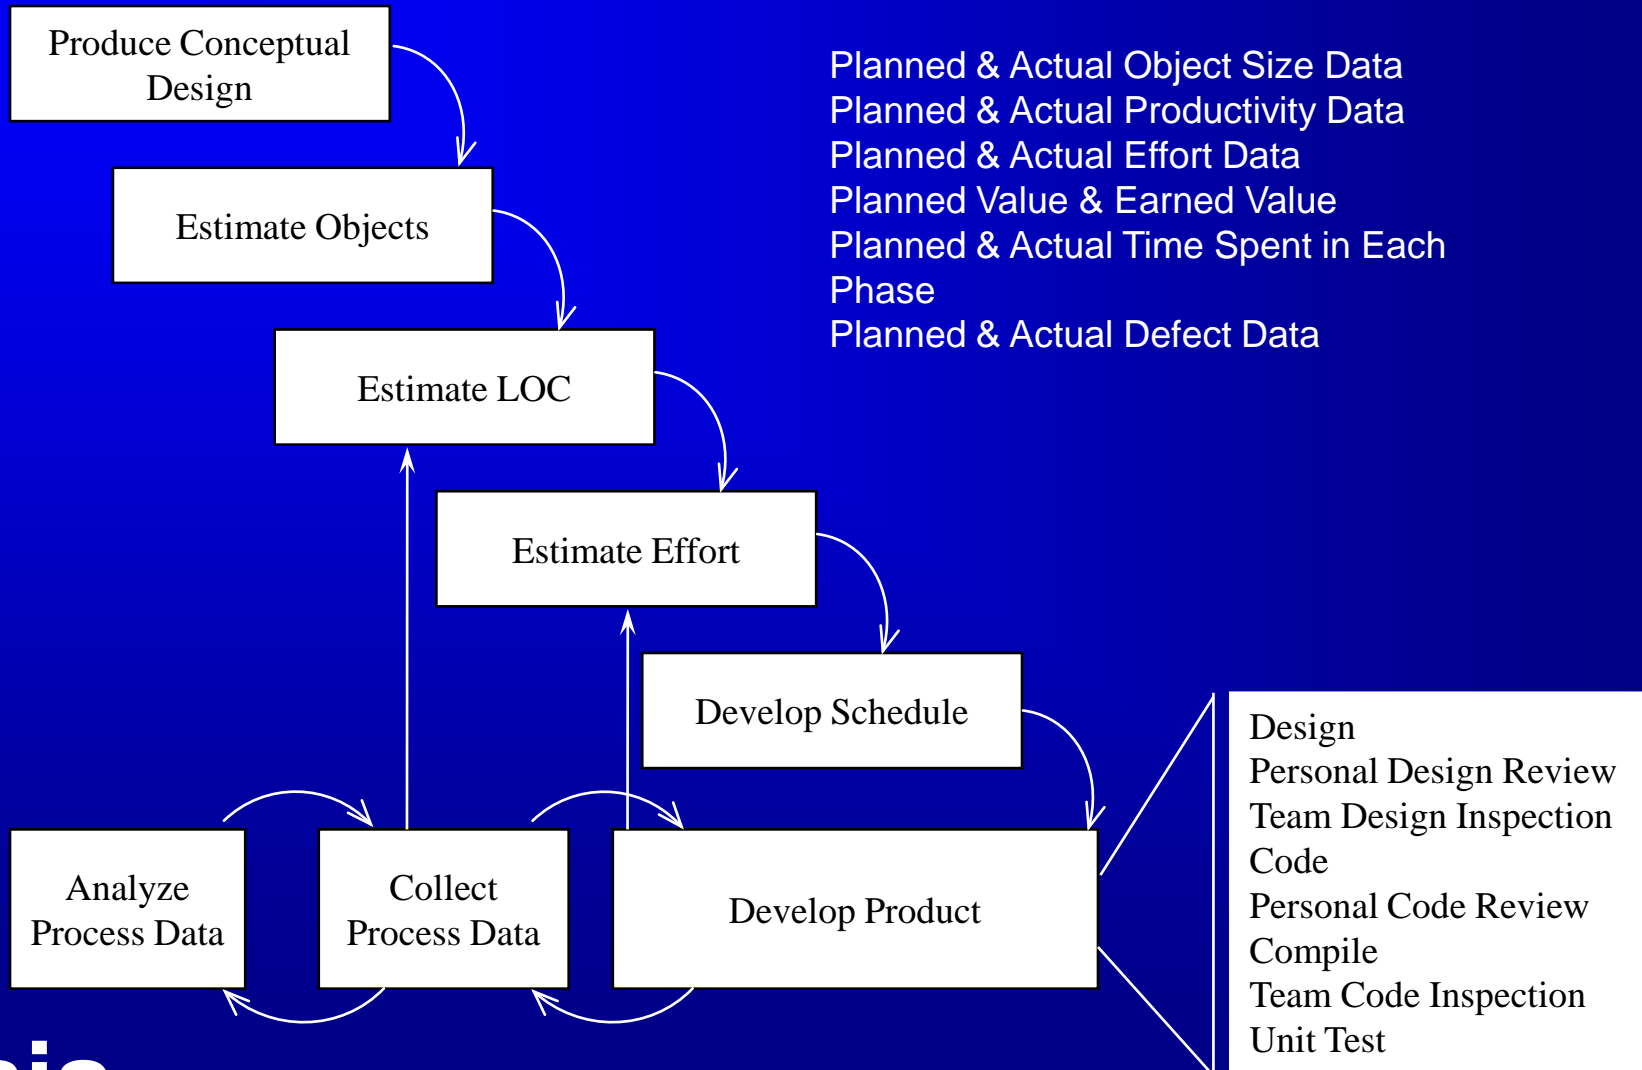 Produce Conceptual
Design
Planned & Actual Object Size Data
Planned & Actual Productivity Data
Planned & Actual Effort Data
Planned Value & Earned Value
Planned & Actual Time Spent in Each
Phase
Planned & Actual Defect Data
Estimate Objects
Estimate LOC
Estimate Effort
Develop Schedule
Analyze
Process Data
Collect
Process Data
Develop Product
Design
Personal Design Review
Team Design Inspection
Code
Personal Code Review
Compile
Team Code Inspection
Unit Test